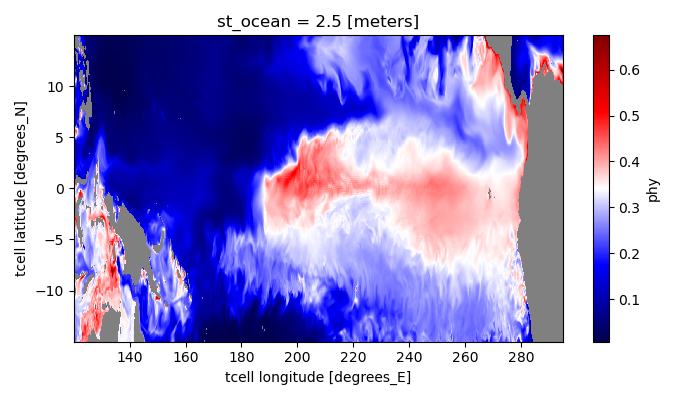 st_ocean = 2.5 [meters]
10
5
0
−5
−10
tcell latitude [degrees_N]
140 160 180 200 220 240 260 280
tcell longitude [degrees_E]
0.6
0.5
0.4
0.3
0.2
0.1
phy